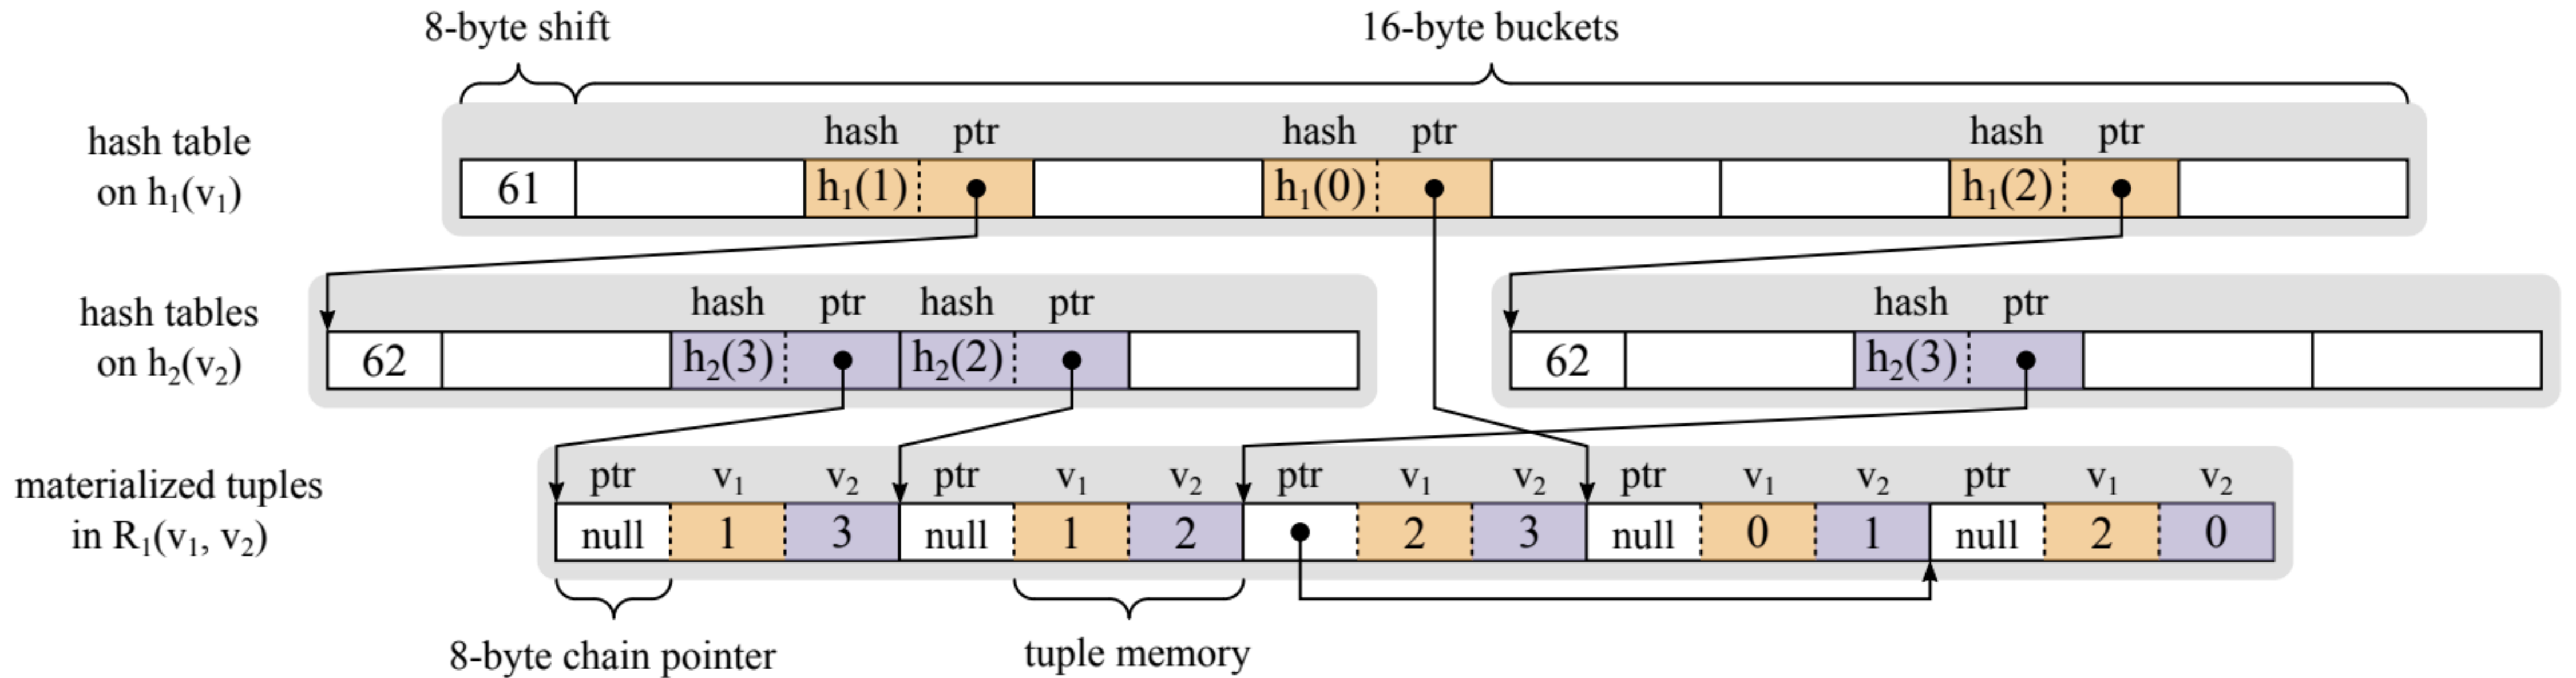 8-byte shift 16-byte buckets
hash table
on h₁(v₁)
hash ptr hash ptr hash ptr
61 h₁(1) h₁(0) h₁(2)
hash tables
on h₂(v₂)
hash ptr hash ptr hash ptr
62 h₂(3) h₂(2) 62 h₂(3)
materialized tuples
in R₁(v₁, v₂)
ptr v₁ v₂ ptr v₁ v₂ ptr v₁ v₂ ptr v₁ v₂ ptr v₁ v₂
null 1 3 null 1 2 2 3 null 0 1 null 2 0
8-byte chain pointer tuple memory